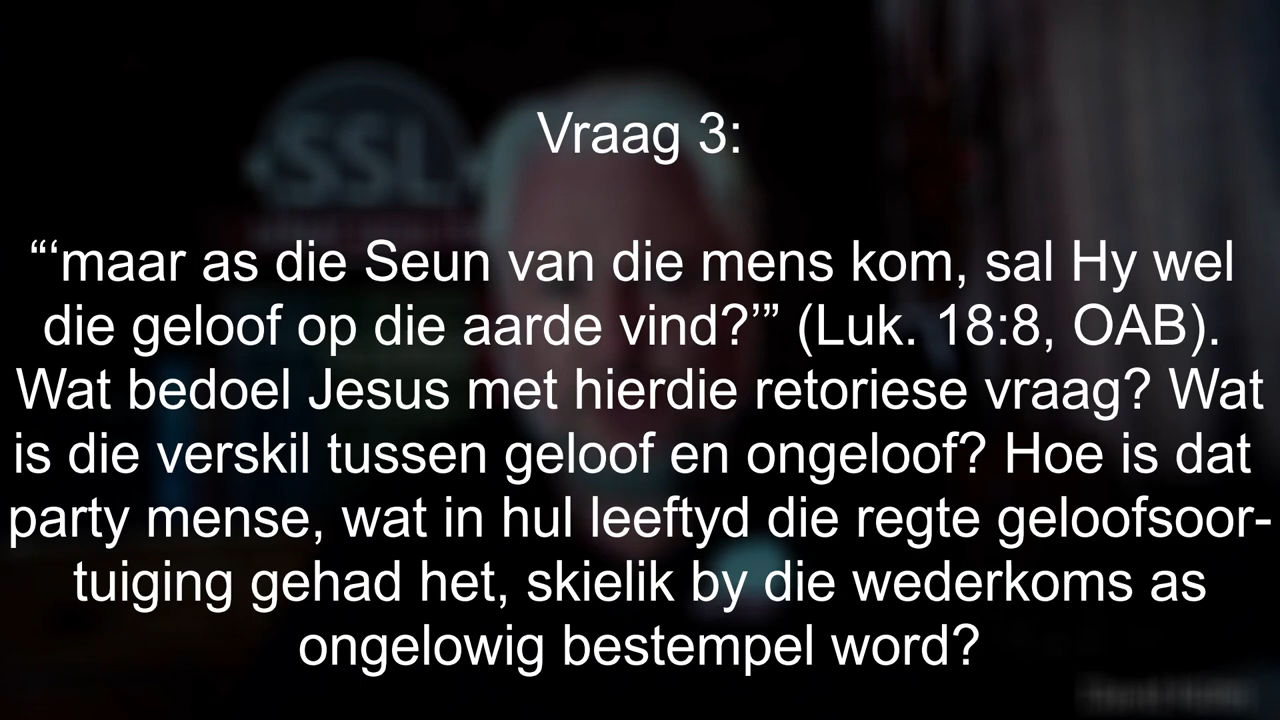 SSL
Vraag 3:
“‘maar as die Seun van die mens kom, sal Hy wel
die geloof op die aarde vind?’” (Luk. 18:8, OAB).
Wat bedoel Jesus met hierdie retoriese vraag? Wat
is die verskil tussen geloof en ongeloof? Hoe is dat
party mense, wat in hul leeftyd die regte geloofsoor-
tuiging gehad het, skielik by die wederkoms as
ongelowig bestempel word?